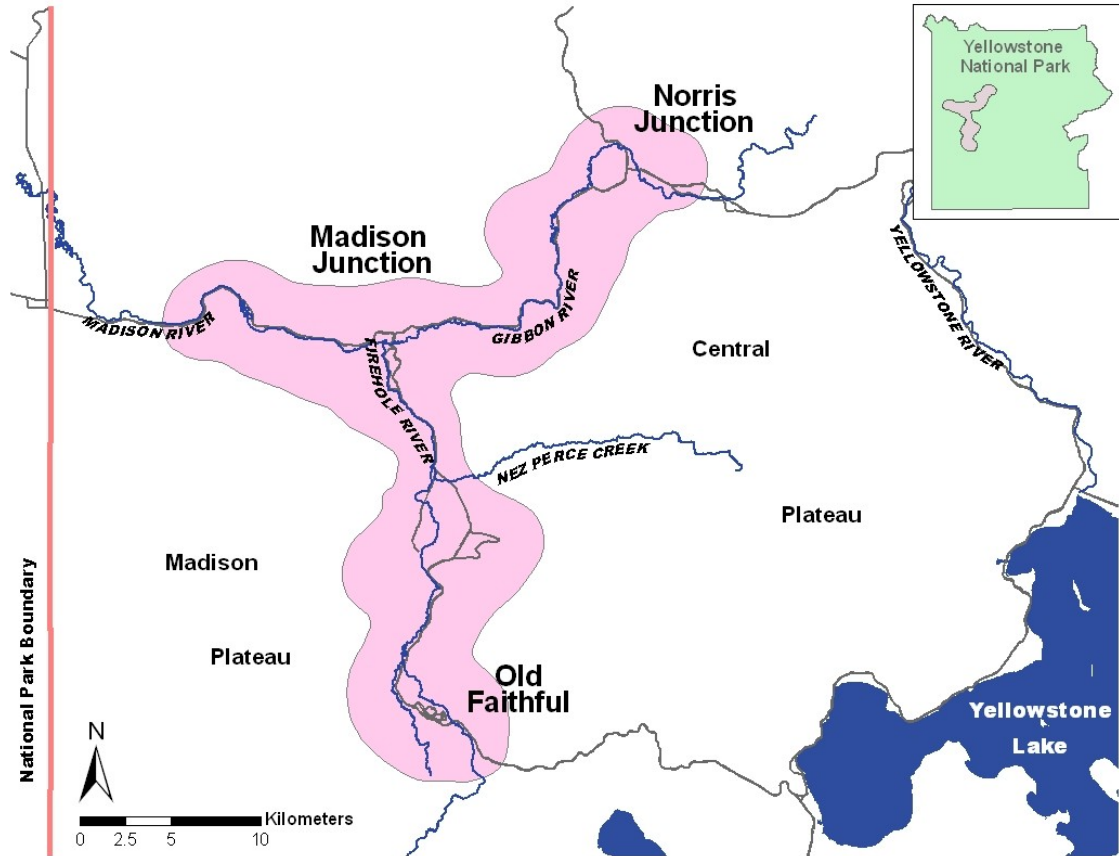 Yellowstone
National Park
Norris
Junction
Madison
Junction
MADISON RIVER
GIBBON RIVER
YELLOWSTONE RIVER
FIREHOLE RIVER
Central
NEZ PERCE CREEK
Plateau
Madison
Plateau
Old
Faithful
Yellowstone
Lake
National Park Boundary
N
Kilometers
0 2.5 5 10